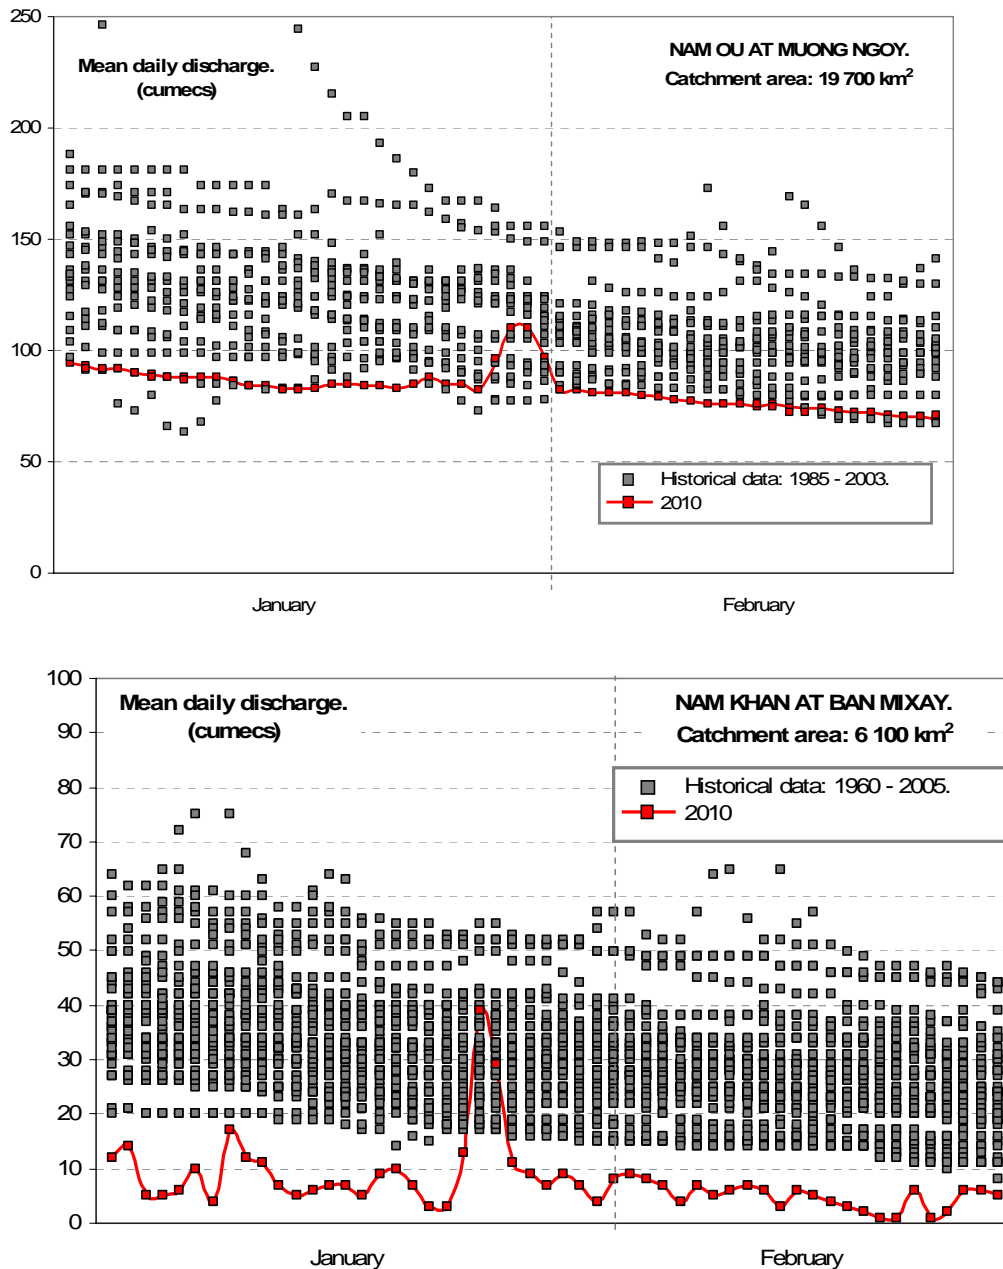 250
200
150
100
50
0
Mean daily discharge.
(cumecs)
NAM OU AT MUONG NGOY.
Catchment area: 19 700 km²
Historical data: 1985 - 2003.
2010
January
February
100
90
80
70
60
50
40
30
20
10
0
Mean daily discharge.
(cumecs)
NAM KHAN AT BAN MIXAY.
Catchment area: 6 100 km²
Historical data: 1960 - 2005.
2010
January
February